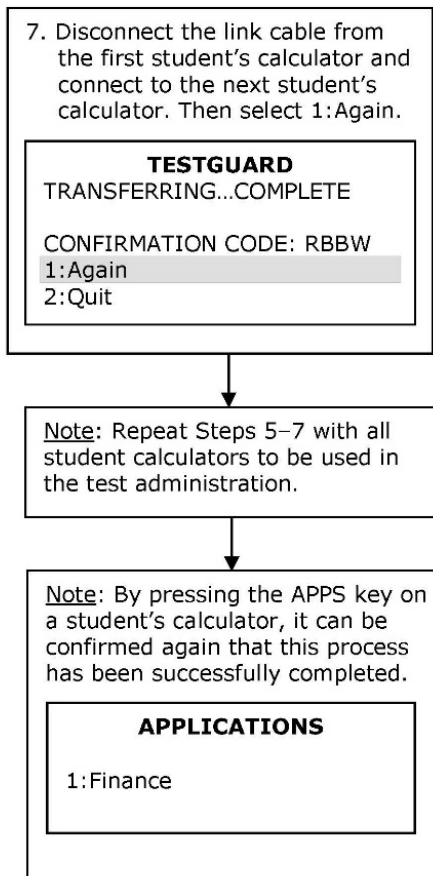 7. Disconnect the link cable from
the first student’s calculator and
connect to the next student’s
calculator. Then select 1:Again.
TESTGUARD
TRANSFERRING...COMPLETE
CONFIRMATION CODE: RBBW
1:Again
2:Quit
Note: Repeat Steps 5–7 with all
student calculators to be used in
the test administration.
Note: By pressing the APPS key on
a student’s calculator, it can be
confirmed again that this process
has been successfully completed.
APPLICATIONS
1:Finance